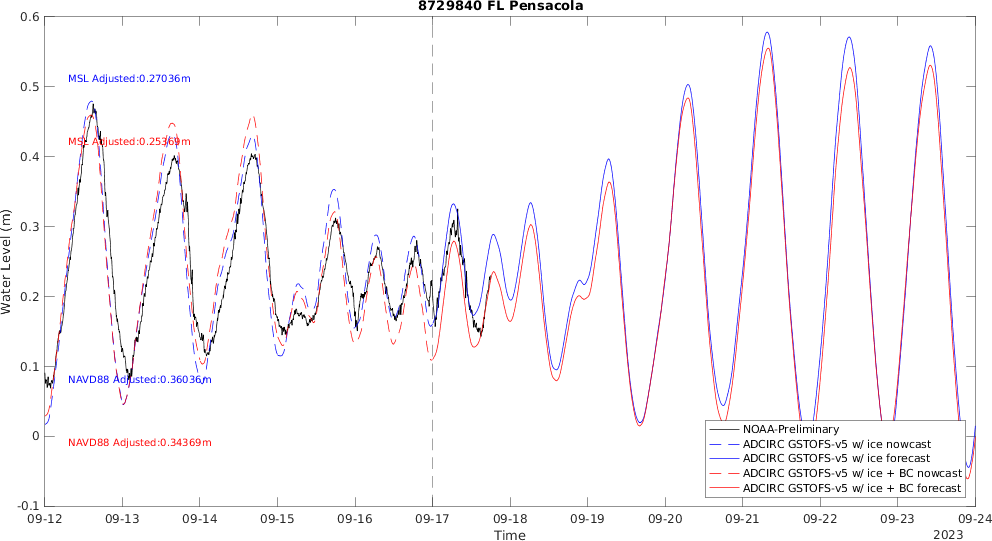 8729840 FL Pensacola
0.6
0.5
0.4
0.3
0.2
0.1
0
-0.1
Water Level (m)
MSL Adjusted:0.27036m
MSL Adjusted:0.25369m
NAVD88 Adjusted:0.36036m
NAVD88 Adjusted:0.34369m
NOAA-Preliminary
ADCIRC GSTOFS-v5 w/ ice nowcast
ADCIRC GSTOFS-v5 w/ ice forecast
ADCIRC GSTOFS-v5 w/ ice + BC nowcast
ADCIRC GSTOFS-v5 w/ ice + BC forecast
09-12 09-13 09-14 09-15 09-16 09-17 09-18 09-19 09-20 09-21 09-22 09-23 09-24
Time
2023